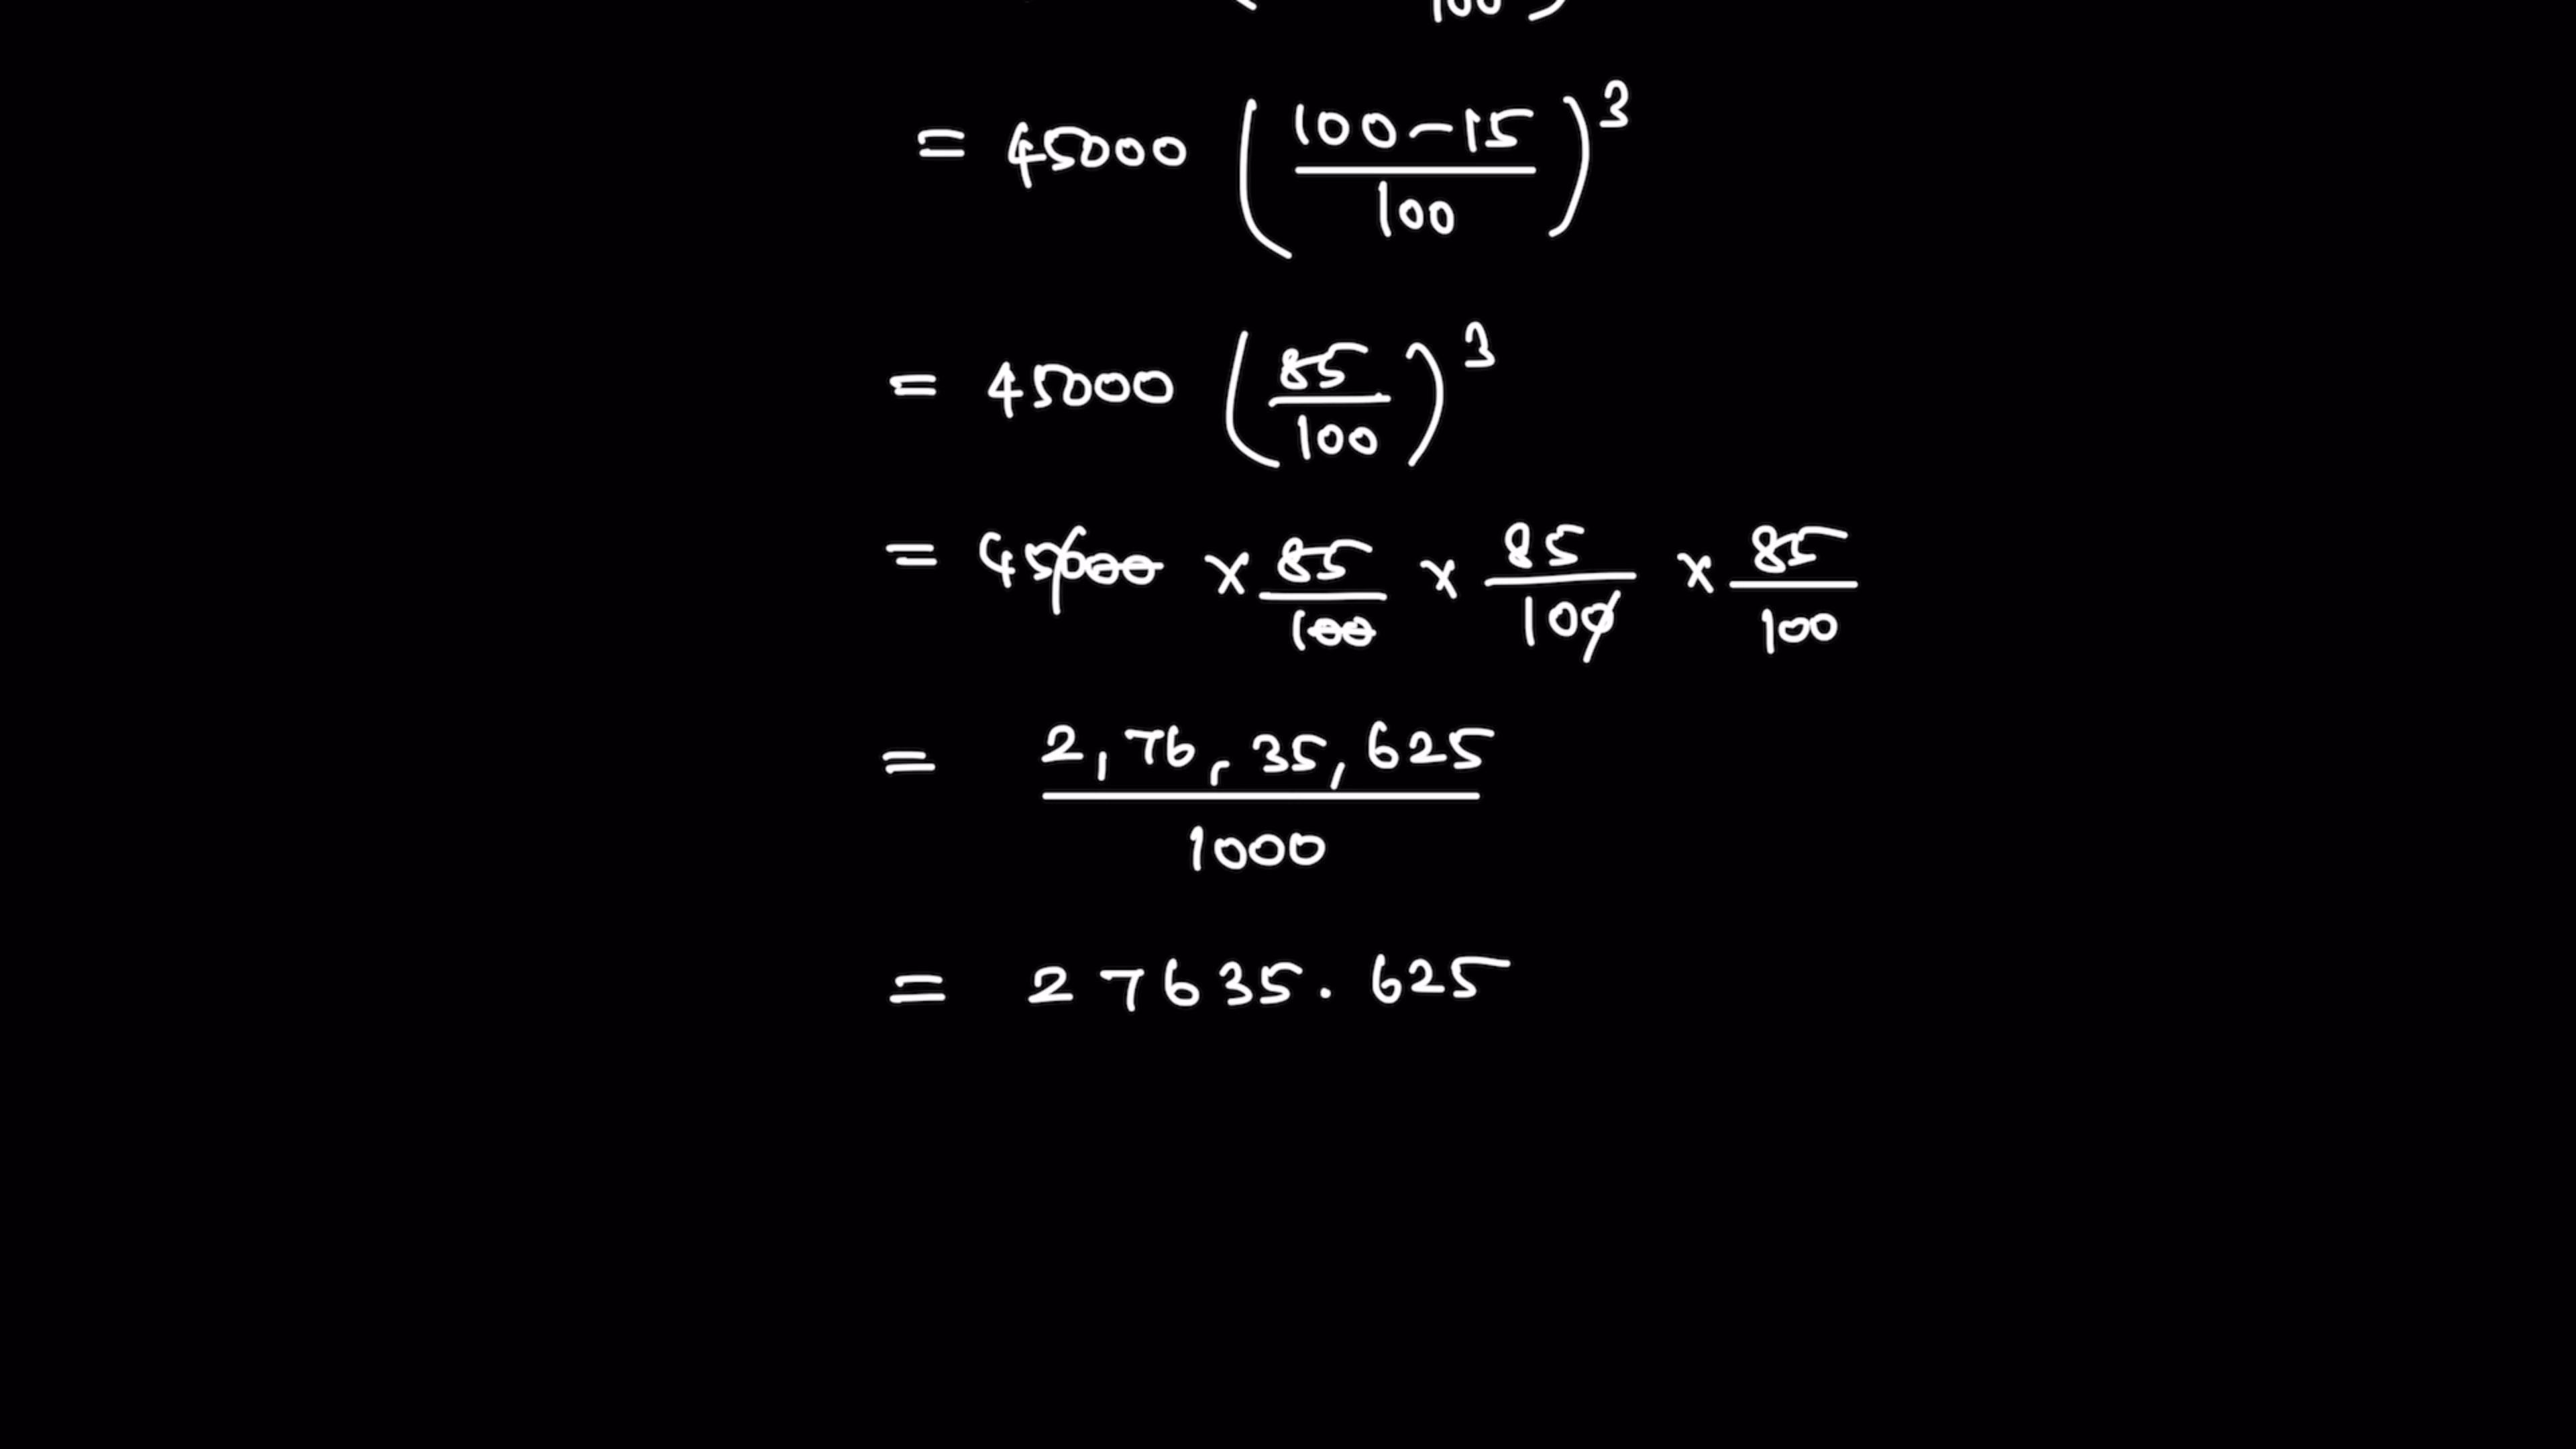 100 )
= 45000 ( 100-15 / 100 )³
= 45000 ( 85 / 100 )³
= 45000 × 85/100 × 85/100 × 85/100
= 2,76,35,625 / 1000
= 27635.625